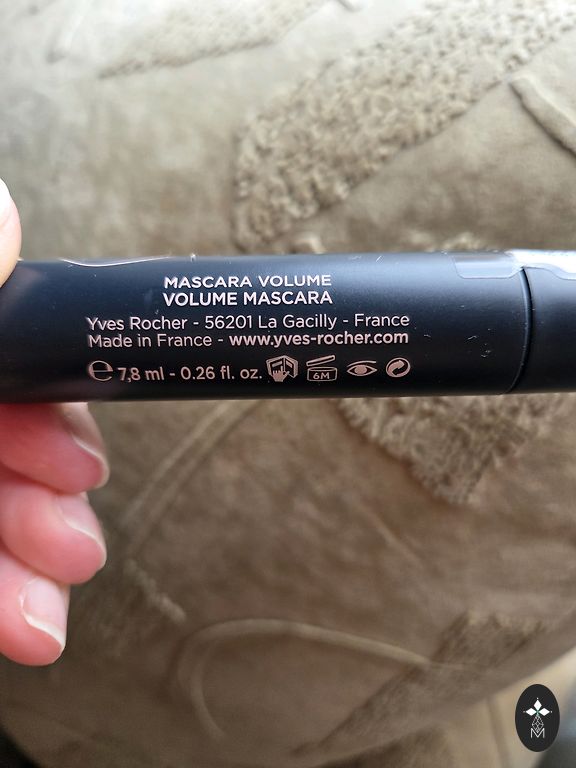 MASCARA VOLUME
VOLUME MASCARA
Yves Rocher - 56201 La Gacilly - France
Made in France - www.yves-rocher.com
℮ 7,8 ml - 0.26 fl. oz. 6M
M